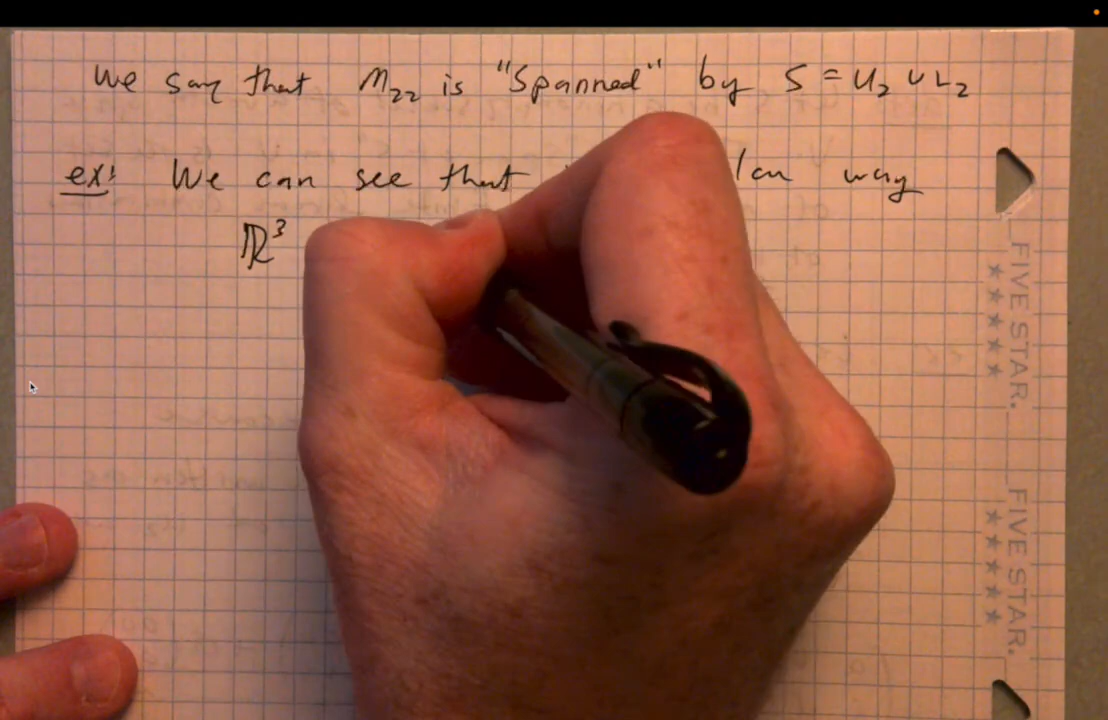 We say that M₂₂ is "Spanned" by S = U₂ ∪ L₂
ex: We can see that way
ℝ³
FIVE STAR.
FIVE STAR.